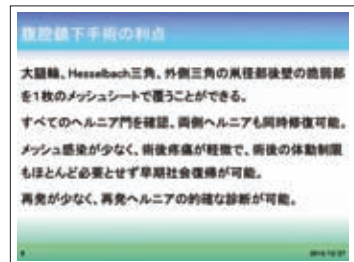 腹腔鏡下手術の利点
大腿輪、Hesselbach三角、外側三角の鼠径部後壁の脆弱部
を1枚のメッシュシートで覆うことができる。
すべてのヘルニア門を確認、両側ヘルニアも同時修復可能。
メッシュ感染が少なく、術後疼痛が軽微で、術後の体動制限
もほとんど必要とせず早期社会復帰が可能。
再発が少なく、再発ヘルニアの的確な診断が可能。